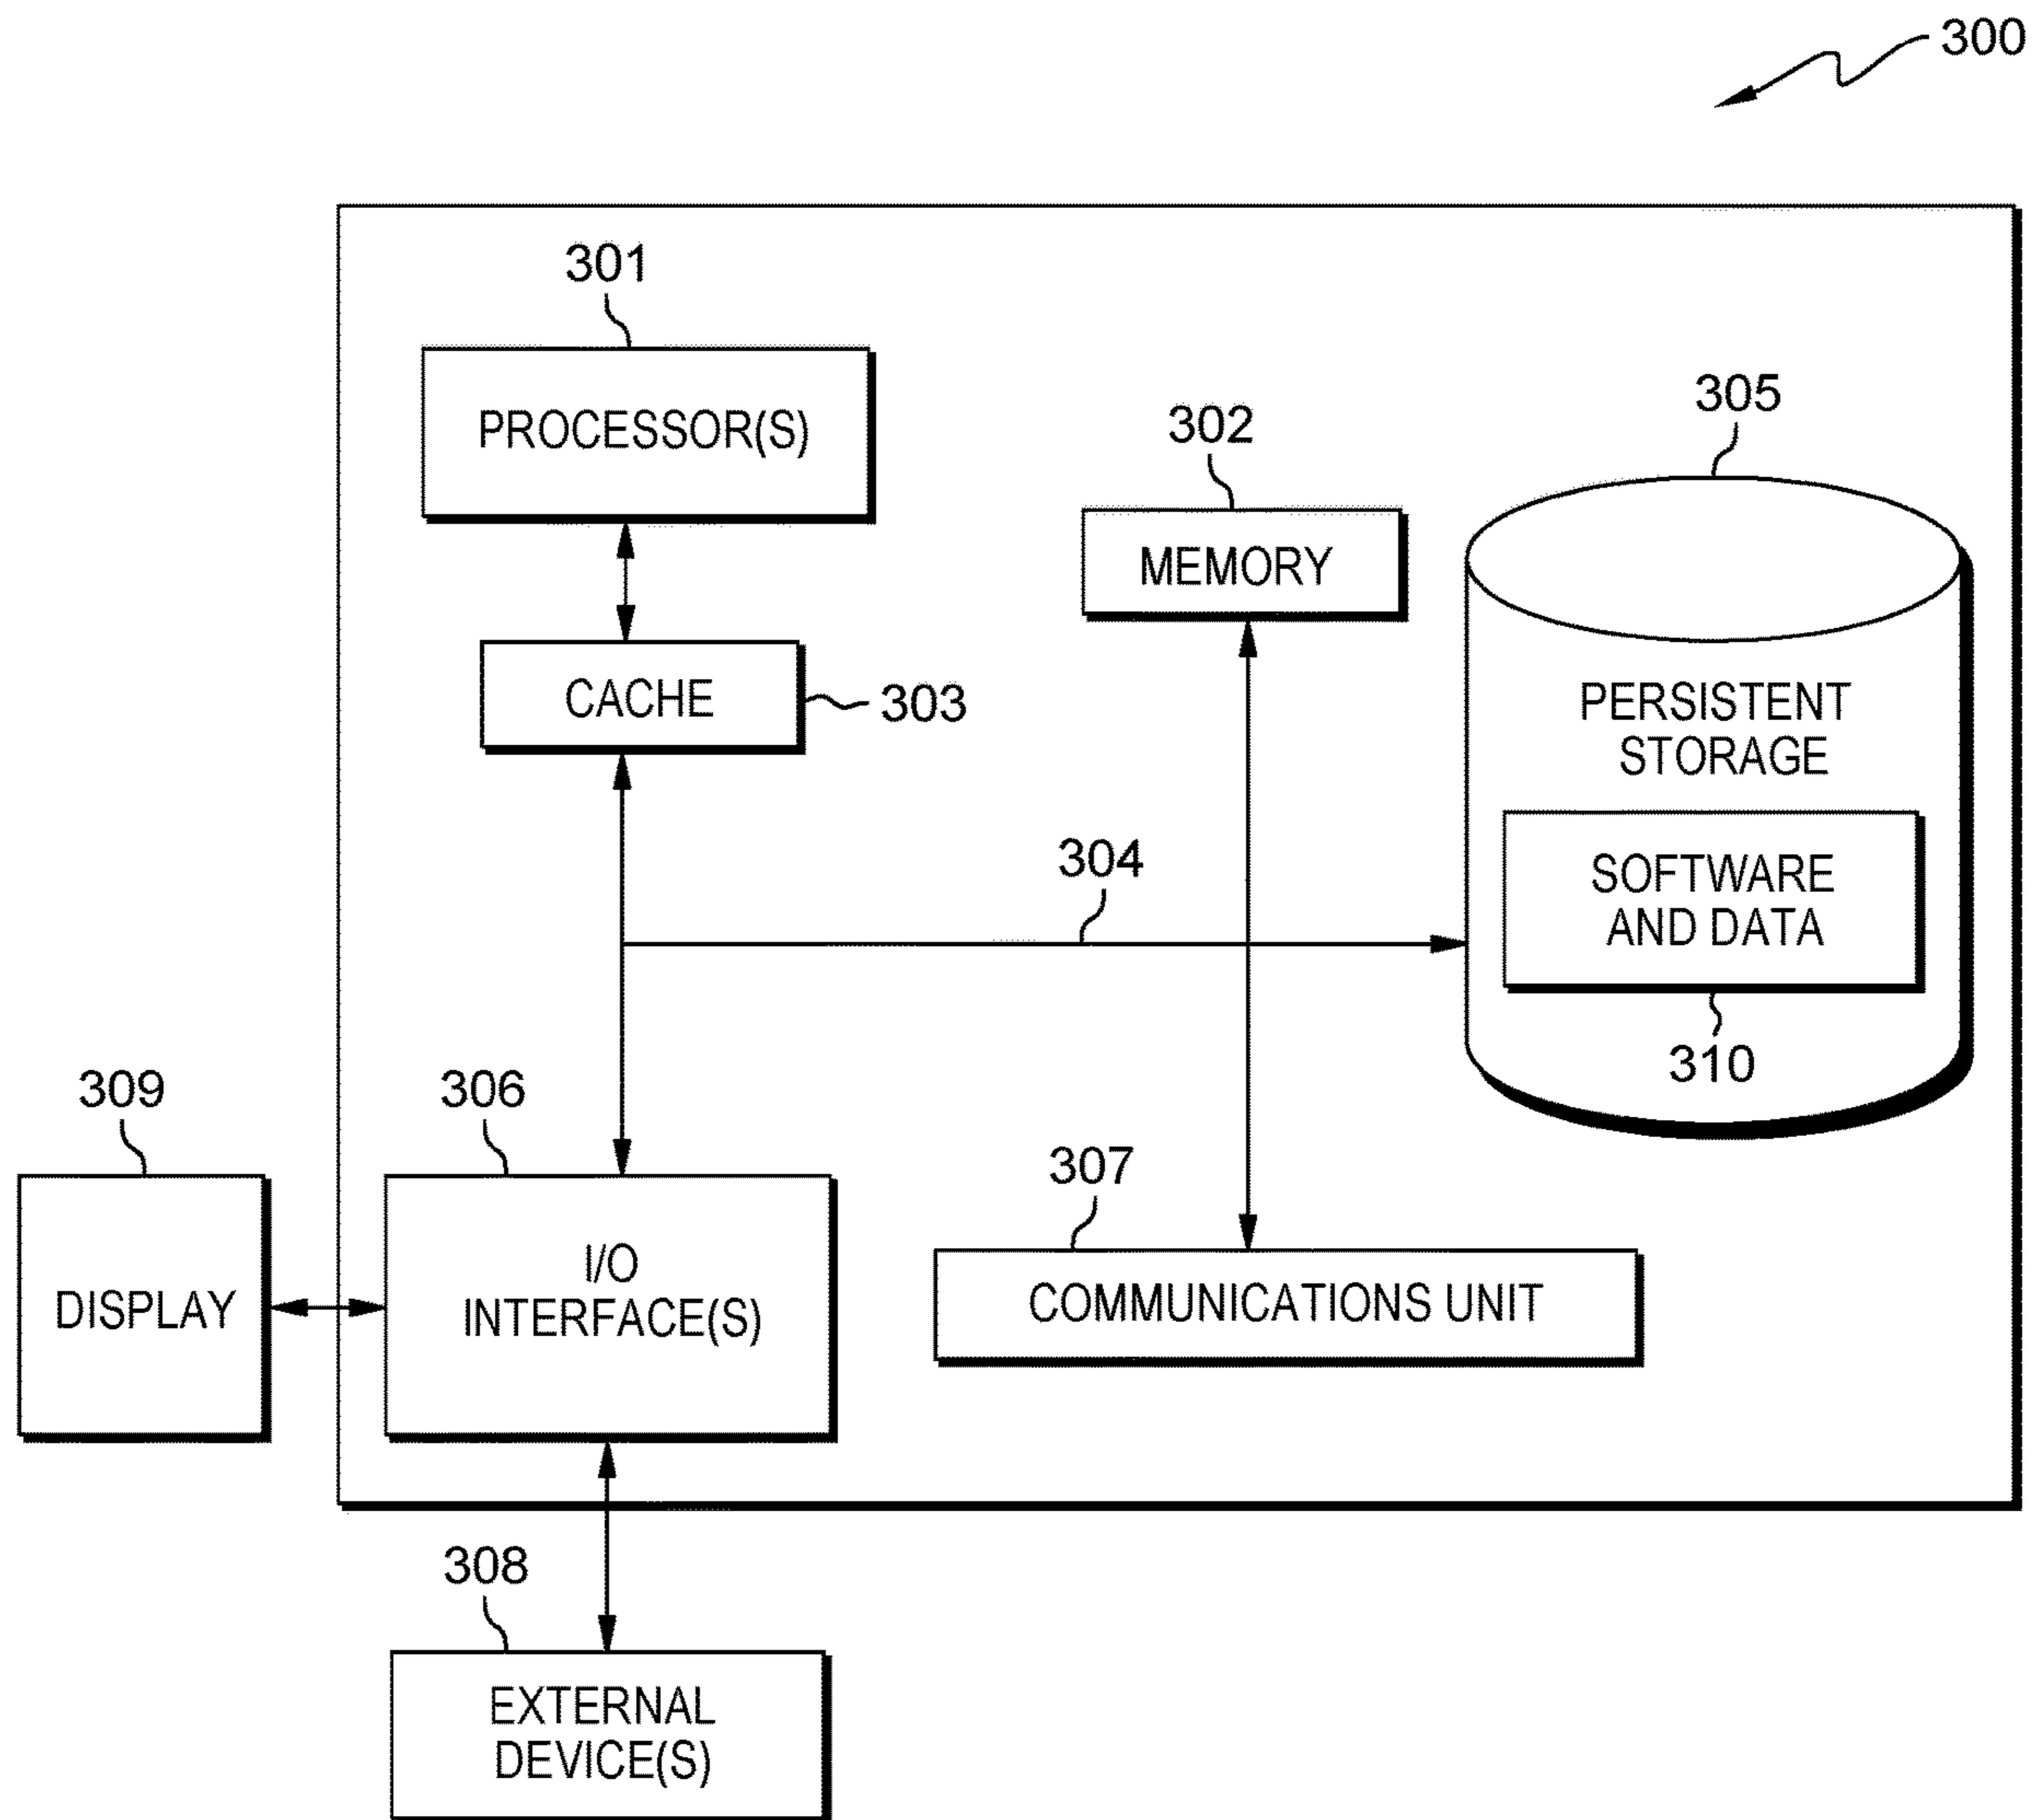 300
301
PROCESSOR(S)
305
302
MEMORY
CACHE
303
PERSISTENT
STORAGE
304
SOFTWARE
AND DATA
310
309
306
307
DISPLAY
I/O
INTERFACE(S)
COMMUNICATIONS UNIT
308
EXTERNAL
DEVICE(S)